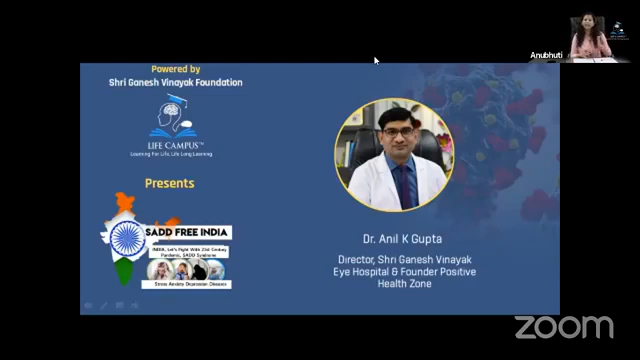 Powered by
Shri Ganesh Vinayak Foundation
LIFE CAMPUS™
Learning For Life, Life Long Learning
Presents
SADD FREE INDIA
INDIA, Let's Fight With 21st Century
Pandemic, SADD Syndrome
Stress Anxiety Depression Diseases
Dr. Anil K Gupta
Director, Shri Ganesh Vinayak
Eye Hospital & Founder Positive
Health Zone
Anubhuti
zoom